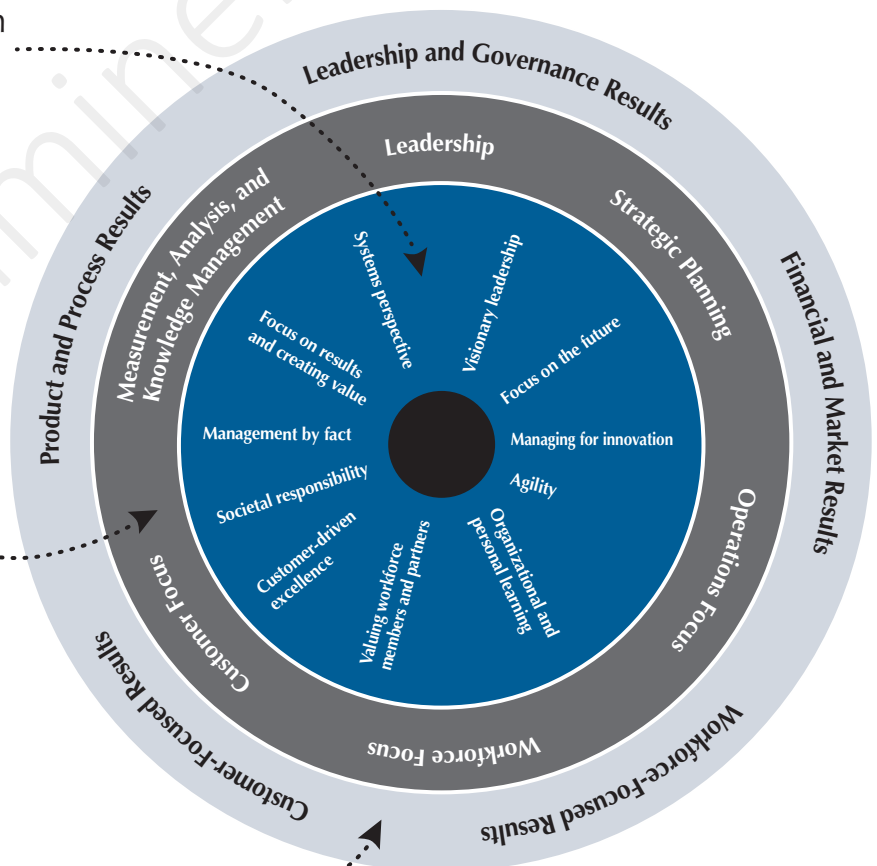 Leadership and Governance Results
Financial and Market Results
Workforce-Focused Results
Customer-Focused Results
Product and Process Results
Leadership
Strategic Planning
Operations Focus
Workforce Focus
Customer Focus
Measurement, Analysis, and
Knowledge Management
Systems perspective
Visionary leadership
Focus on the future
Managing for innovation
Agility
Organizational and
personal learning
Valuing workforce
members and partners
Customer-driven
excellence
Societal responsibility
Management by fact
Focus on results
and creating value